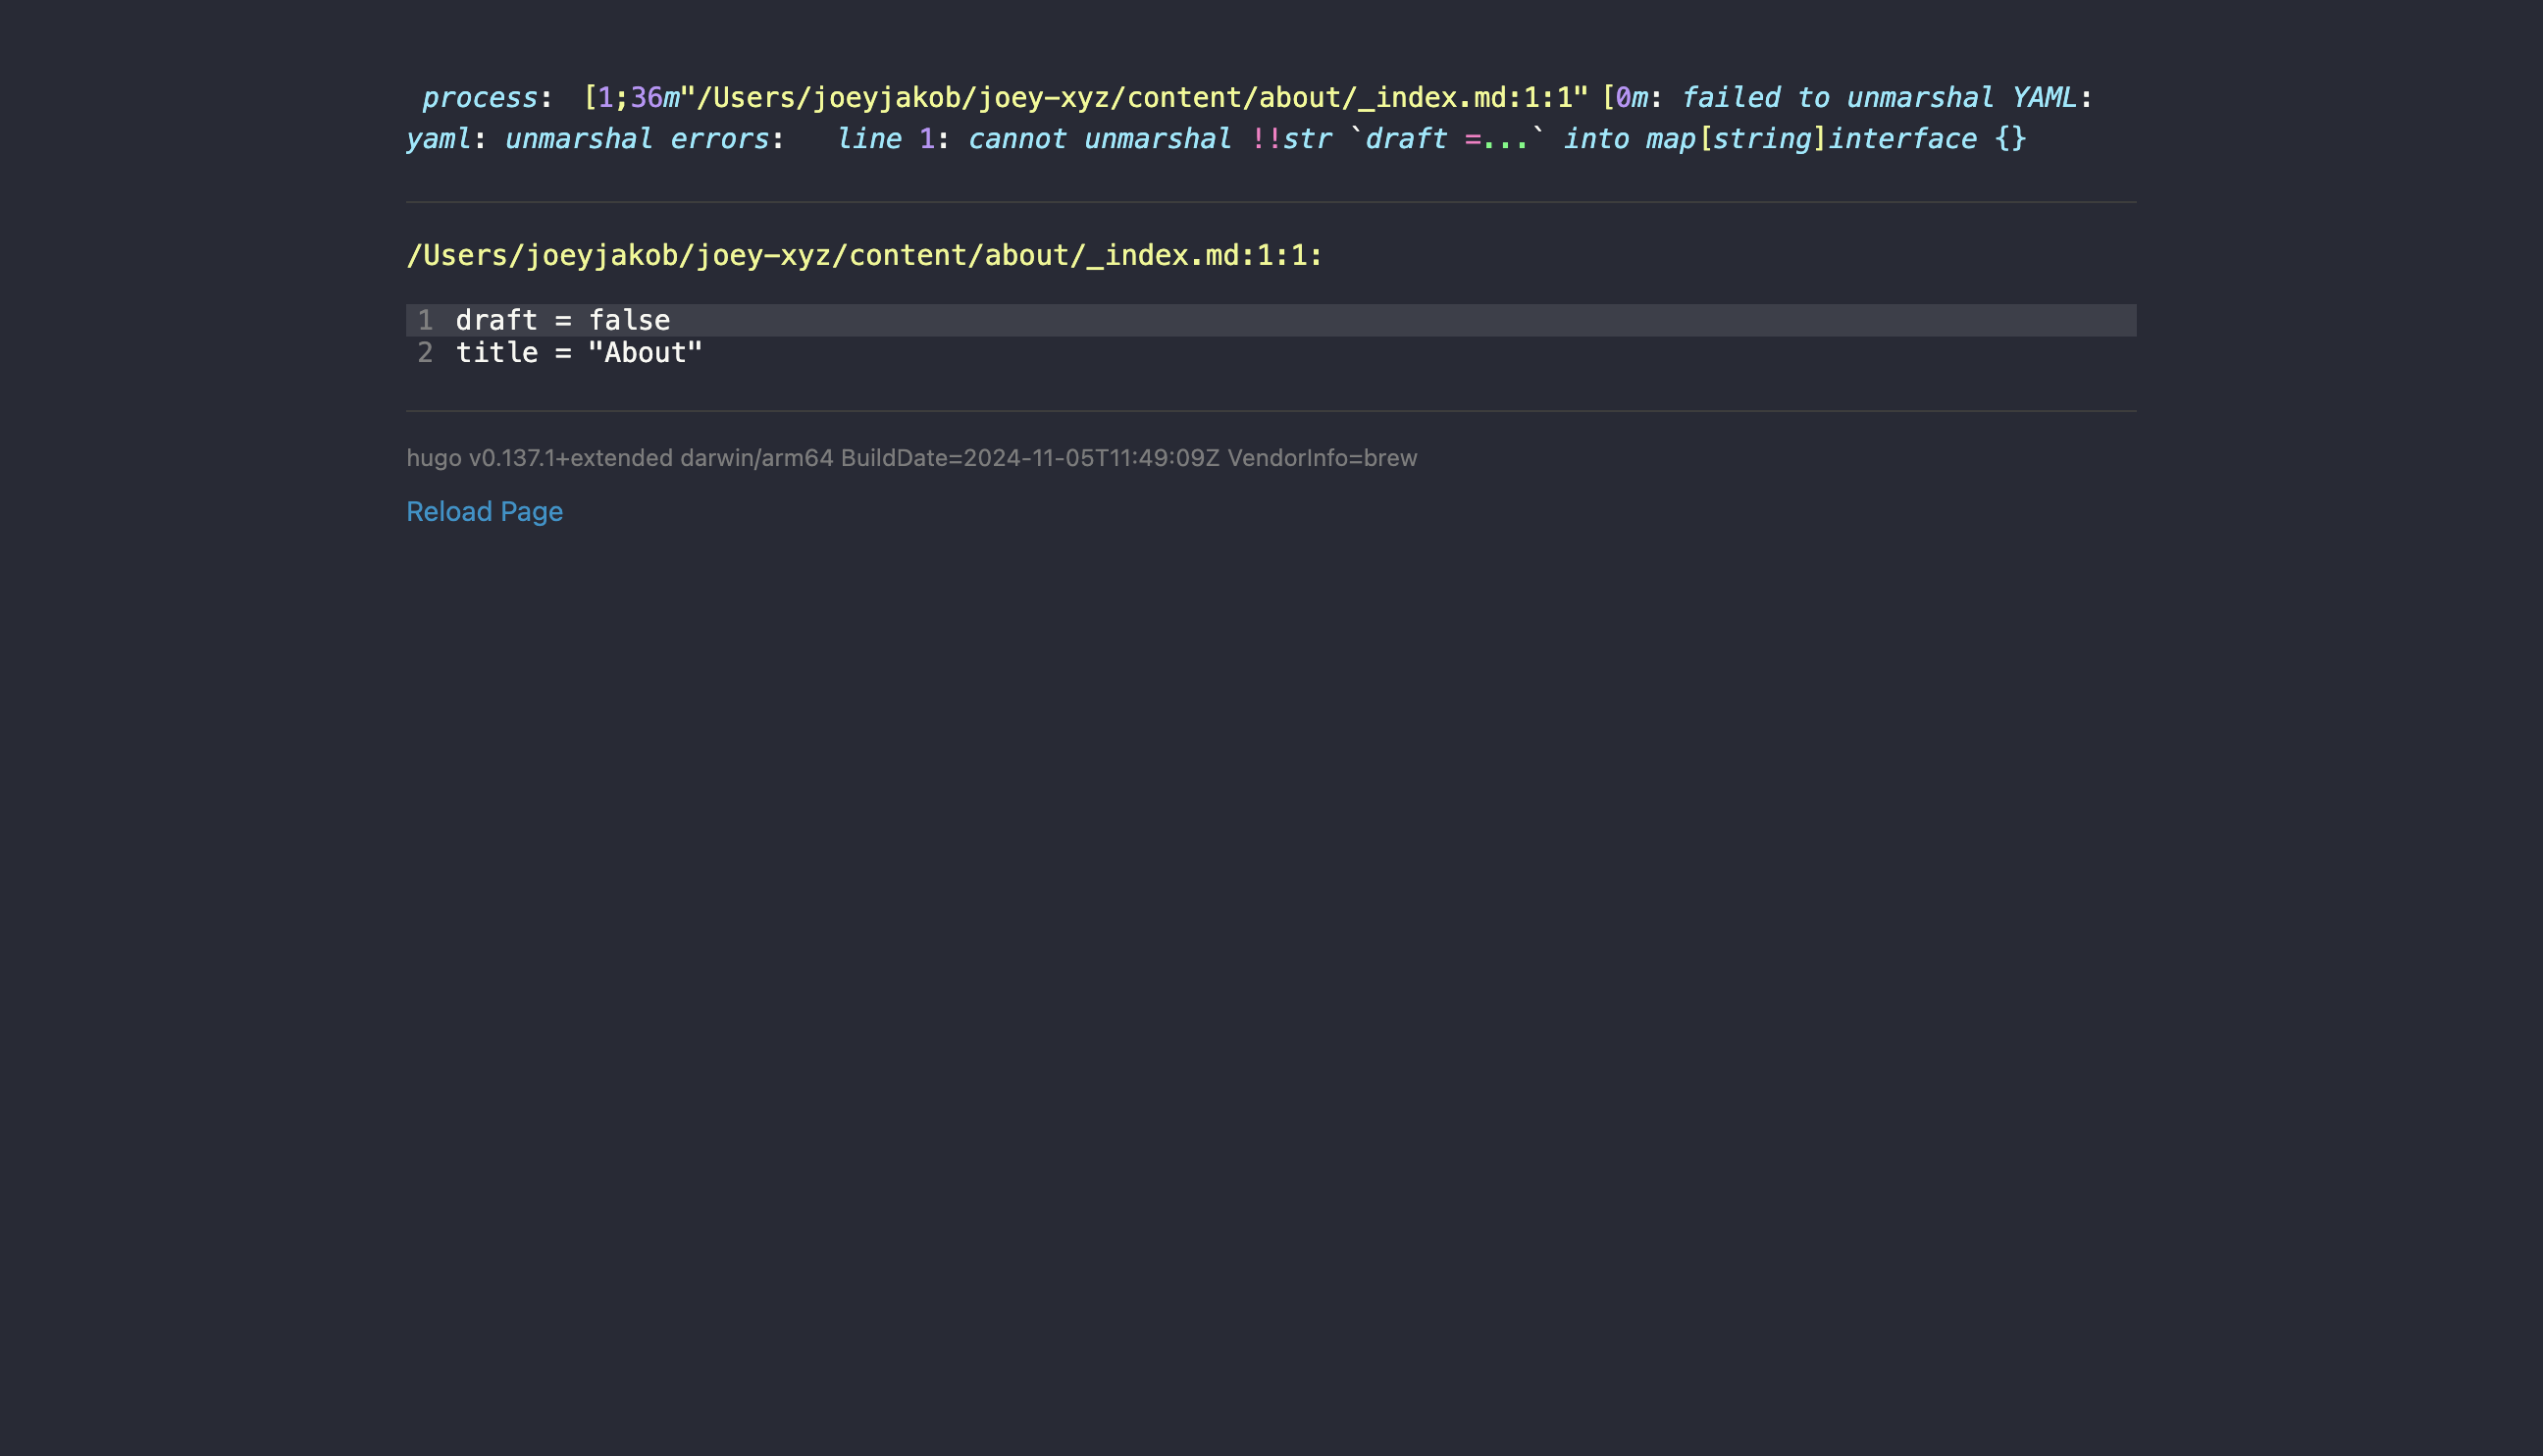 process: [1;36m"/Users/joeyjakob/joey-xyz/content/about/_index.md:1:1" [0m: failed to unmarshal YAML:
yaml: unmarshal errors: line 1: cannot unmarshal !!str `draft =...` into map[string]interface {}
/Users/joeyjakob/joey-xyz/content/about/_index.md:1:1:
1 draft = false
2 title = "About"
hugo v0.137.1+extended darwin/arm64 BuildDate=2024-11-05T11:49:09Z VendorInfo=brew
Reload Page